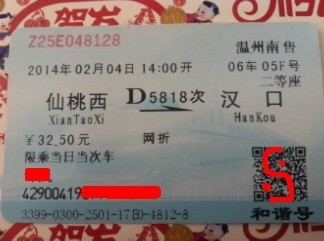 Z25E048128
温州南售
2014年02月04日14:00开
06车05F号
二等座
仙桃西
D5818次
汉口
XianTaoXi
HanKou
￥32.50元
网折
限乘当日当次车
42900419
3399-0300-2501-17E0-4812-8
和谐号